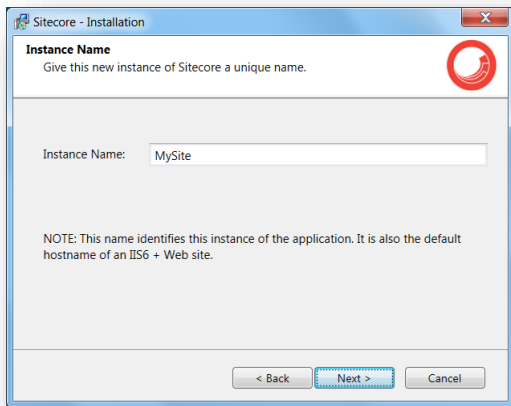 Sitecore - Installation
Instance Name
Give this new instance of Sitecore a unique name.
Instance Name: MySite
NOTE: This name identifies this instance of the application. It is also the default
hostname of an IIS6 + Web site.
< Back Next > Cancel